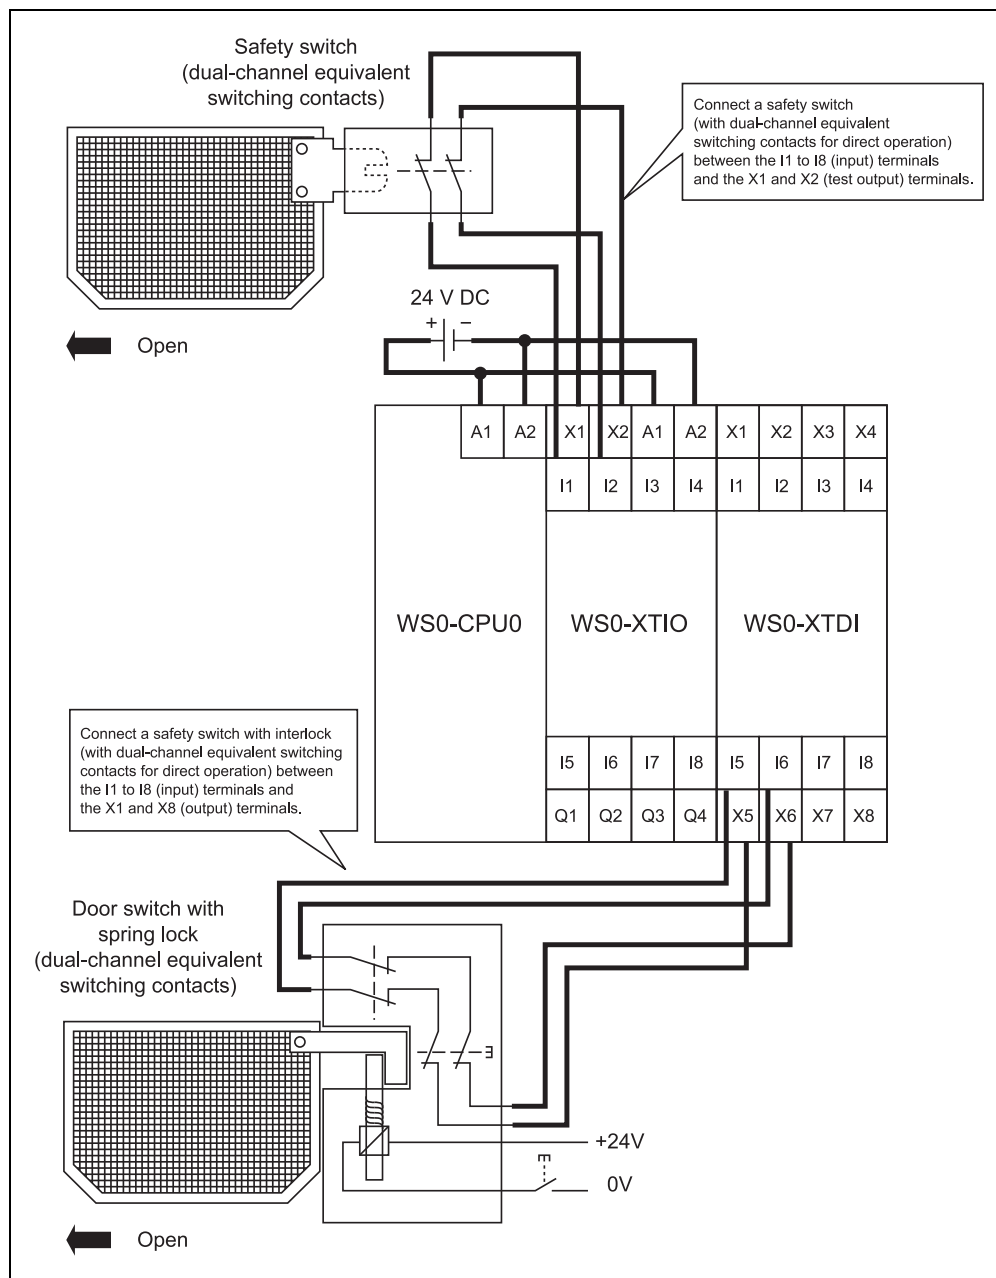 Safety switch
(dual-channel equivalent
switching contacts)
Connect a safety switch
(with dual-channel equivalent
switching contacts for direct operation)
between the I1 to I8 (input) terminals
and the X1 and X2 (test output) terminals.
24 V DC
+ −
Open
A1 A2 X1 X2 A1 A2 X1 X2 X3 X4
I1 I2 I3 I4 I1 I2 I3 I4
WS0-CPU0 WS0-XTIO WS0-XTDI
Connect a safety switch with interlock
(with dual-channel equivalent switching
contacts for direct operation) between
the I1 to I8 (input) terminals and
the X1 and X8 (output) terminals.
I5 I6 I7 I8 I5 I6 I7 I8
Q1 Q2 Q3 Q4 X5 X6 X7 X8
Door switch with
spring lock
(dual-channel equivalent
switching contacts)
+24V
0V
Open